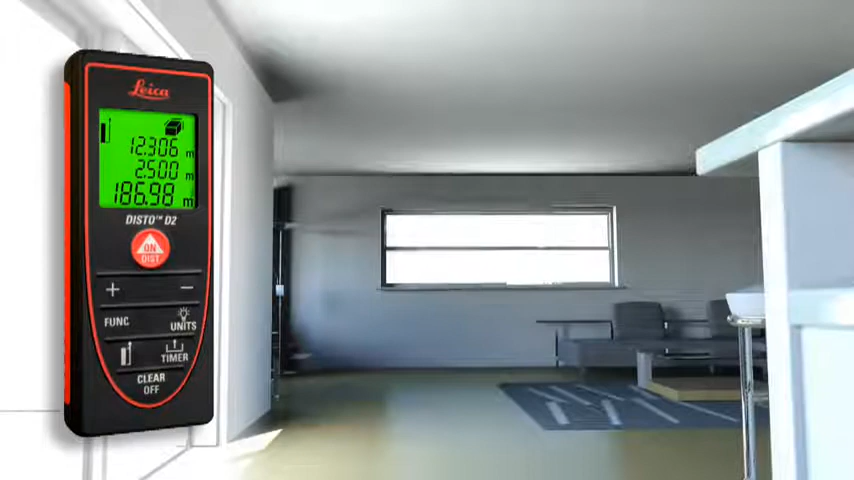 Leica
12.306 m
2.500 m
186.98 m
DISTO™ D2
ON
DIST
+ −
FUNC
UNITS
TIMER
CLEAR
OFF